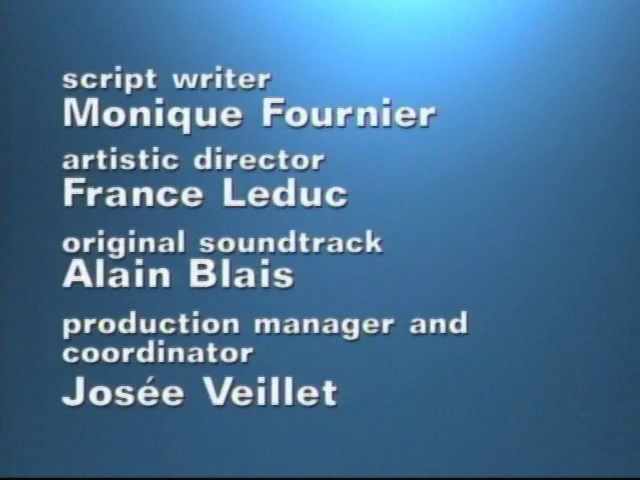 script writer
Monique Fournier
artistic director
France Leduc
original soundtrack
Alain Blais
production manager and
coordinator
Josée Veillet